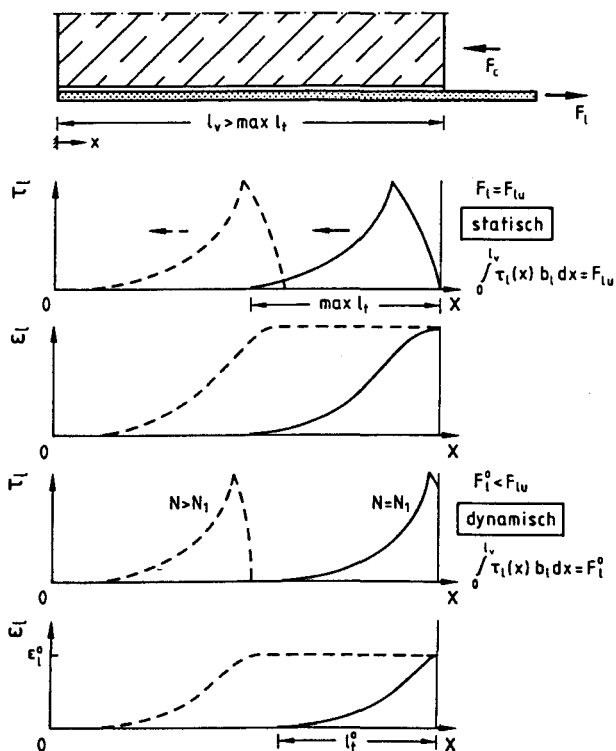 F_c
F_l
l_v > max l_t
x
τ_l
F_l = F_lu
statisch
∫_0^{l_v} τ_l(x) b_l dx = F_lu
0
max l_t
x
ε_l
0
x
τ_l
N>N_1
N=N_1
F_l^o < F_lu
dynamisch
∫_0^{l_v} τ_l(x) b_l dx = F_l^o
0
x
ε_l
ε_l^o
0
l_t^o
x